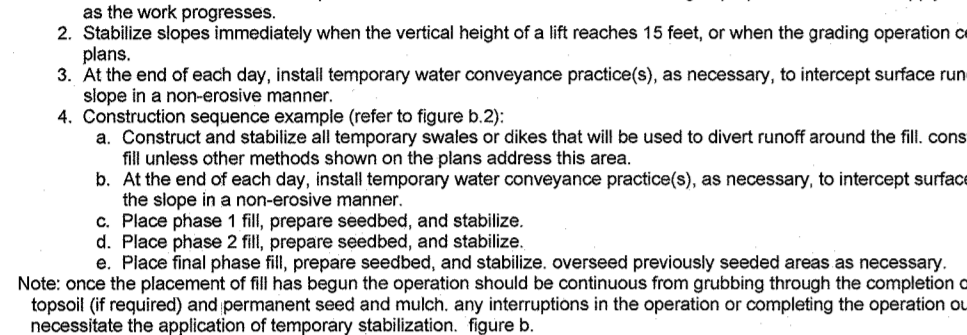 as the work progresses.
2. Stabilize slopes immediately when the vertical height of a lift reaches 15 feet, or when the grading operation
plans.
3. At the end of each day, install temporary water conveyance practice(s), as necessary, to intercept surface
slope in a non-erosive manner.
4. Construction sequence example (refer to figure b.2):
a. Construct and stabilize all temporary swales or dikes that will be used to divert runoff around the fill. cons
fill unless other methods shown on the plans address this area.
b. At the end of each day, install temporary water conveyance practice(s), as necessary, to intercept surface
the slope in a non-erosive manner.
c. Place phase 1 fill, prepare seedbed, and stabilize.
d. Place phase 2 fill, prepare seedbed, and stabilize.
e. Place final phase fill, prepare seedbed, and stabilize. overseed previously seeded areas as necessary.
Note: once the placement of fill has begun the operation should be continuous from grubbing through the completion
topsoil (if required) and permanent seed and mulch. any interruptions in the operation or completing the operation
necessitate the application of temporary stabilization. figure b.